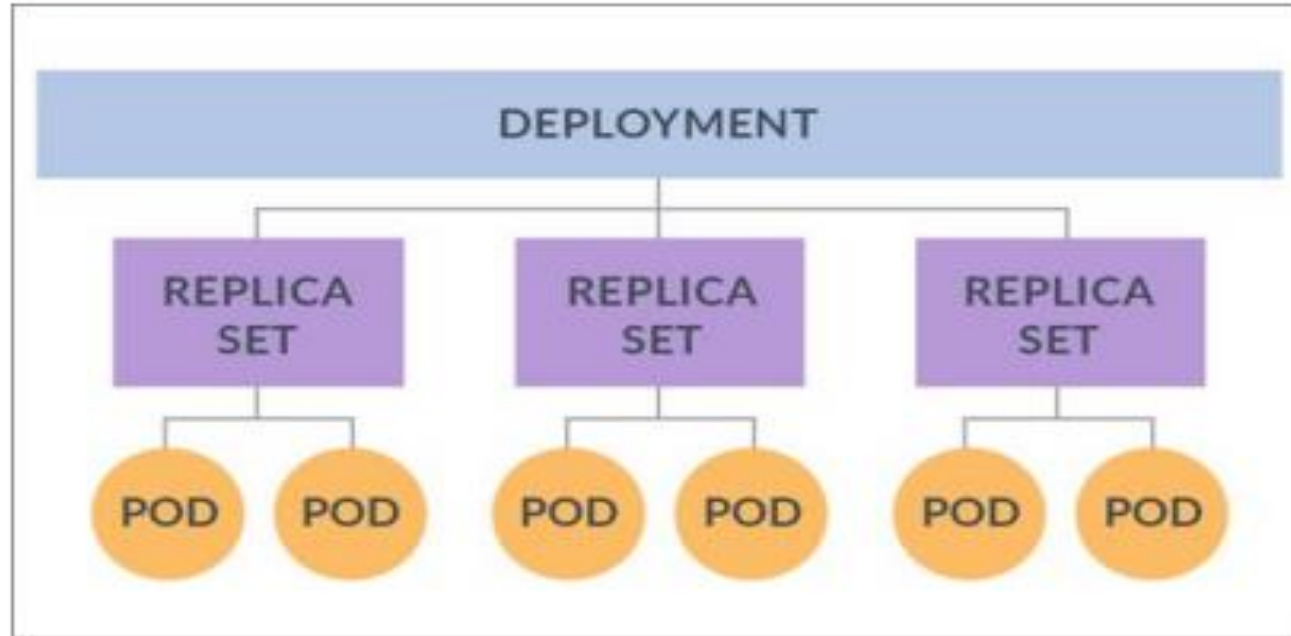 DEPLOYMENT
REPLICA
SET
REPLICA
SET
REPLICA
SET
POD
POD
POD
POD
POD
POD